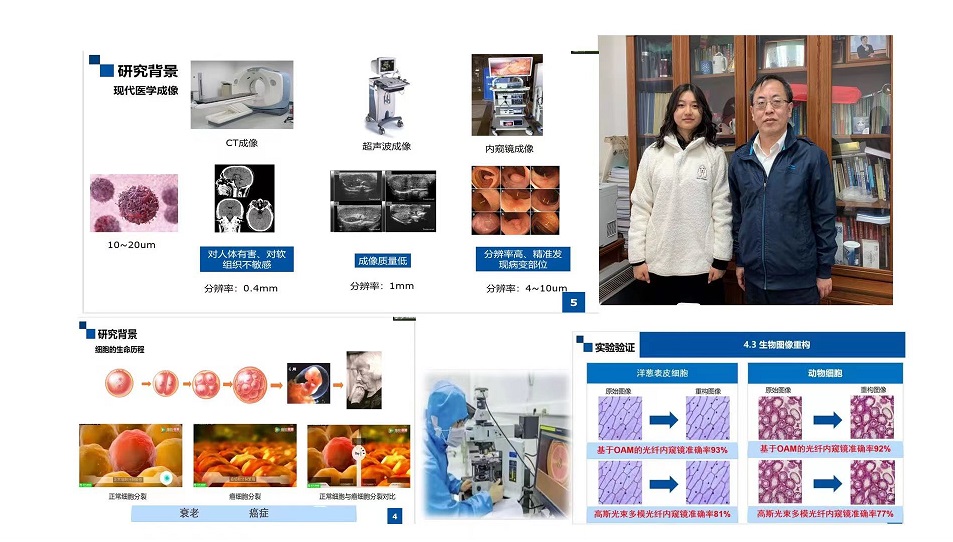 研究背景
现代医学成像
CT成像
超声波成像
内窥镜成像
10~20um
对人体有害、对软
组织不敏感
成像质量低
分辨率高、精准发
现病变部位
分辨率：0.4mm
分辨率：1mm
分辨率：4~10um
5
研究背景
细胞的生命历程
正常细胞分裂
癌细胞分裂
正常细胞与癌细胞分裂对比
衰老
癌症
4
实验验证
4.3 生物图像重构
洋葱表皮细胞
动物细胞
原始图像
重构图像
原始图像
重构图像
基于OAM的光纤内窥镜准确率93%
基于OAM的光纤内窥镜准确率92%
高斯光束多模光纤内窥镜准确率81%
高斯光束多模光纤内窥镜准确率77%